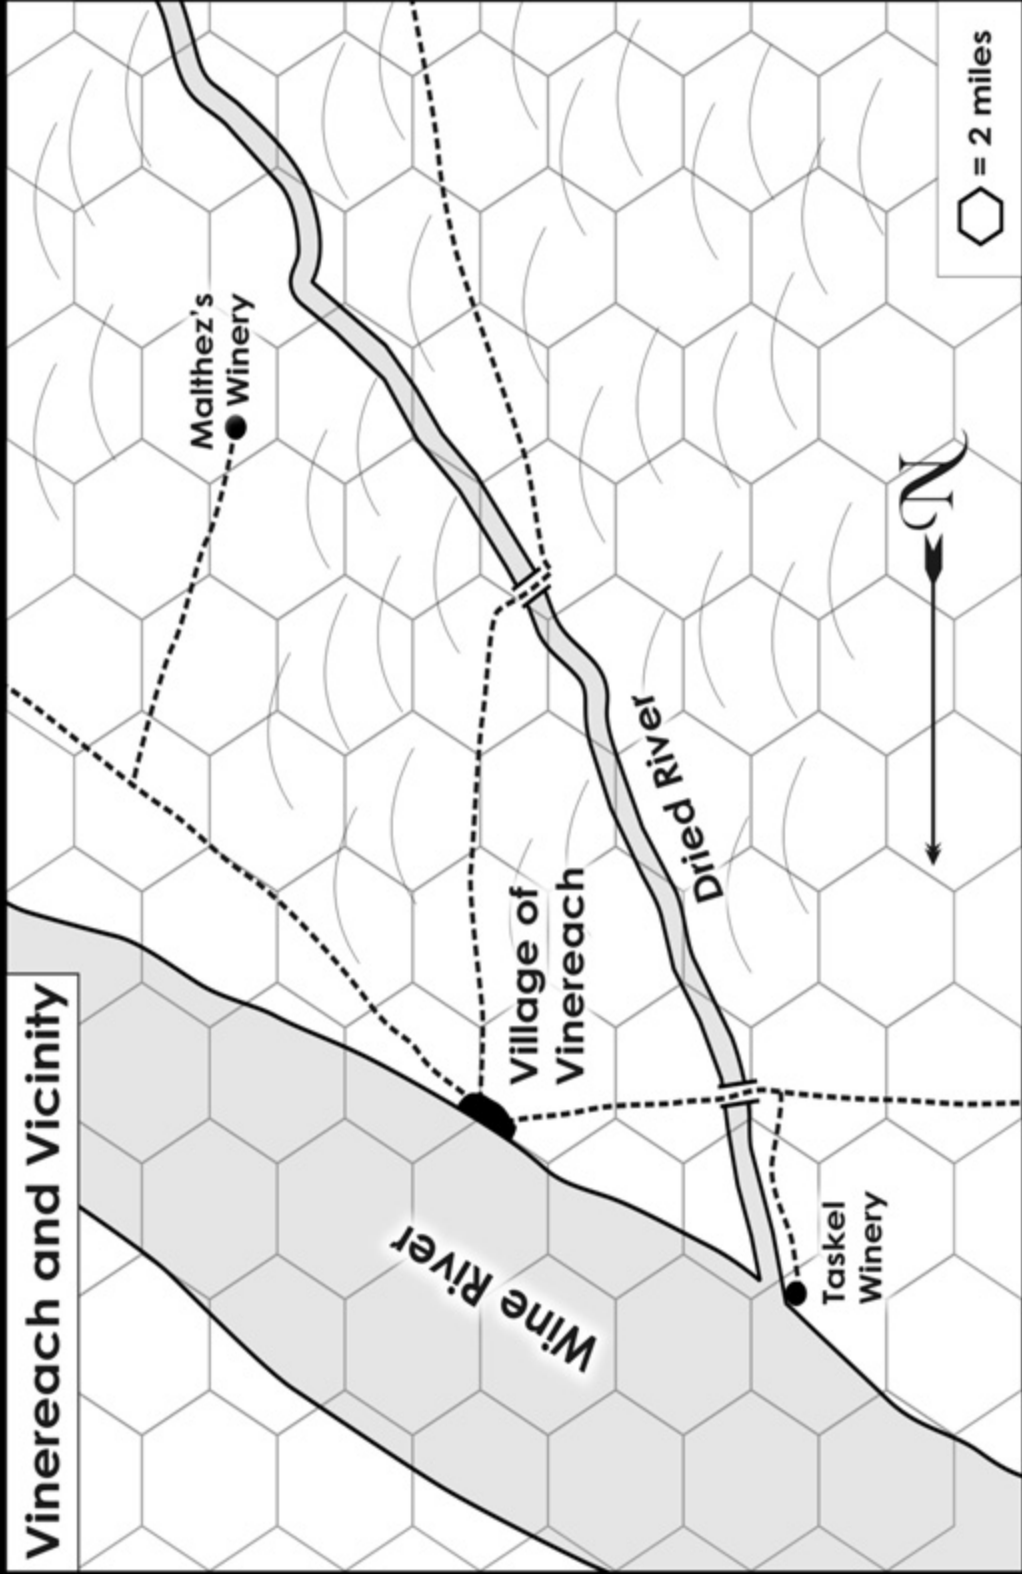 Vinereach and Vicinity
Malthez's
Winery
Village of
Vinereach
Wine River
Dried River
Taskel
Winery
N
= 2 miles